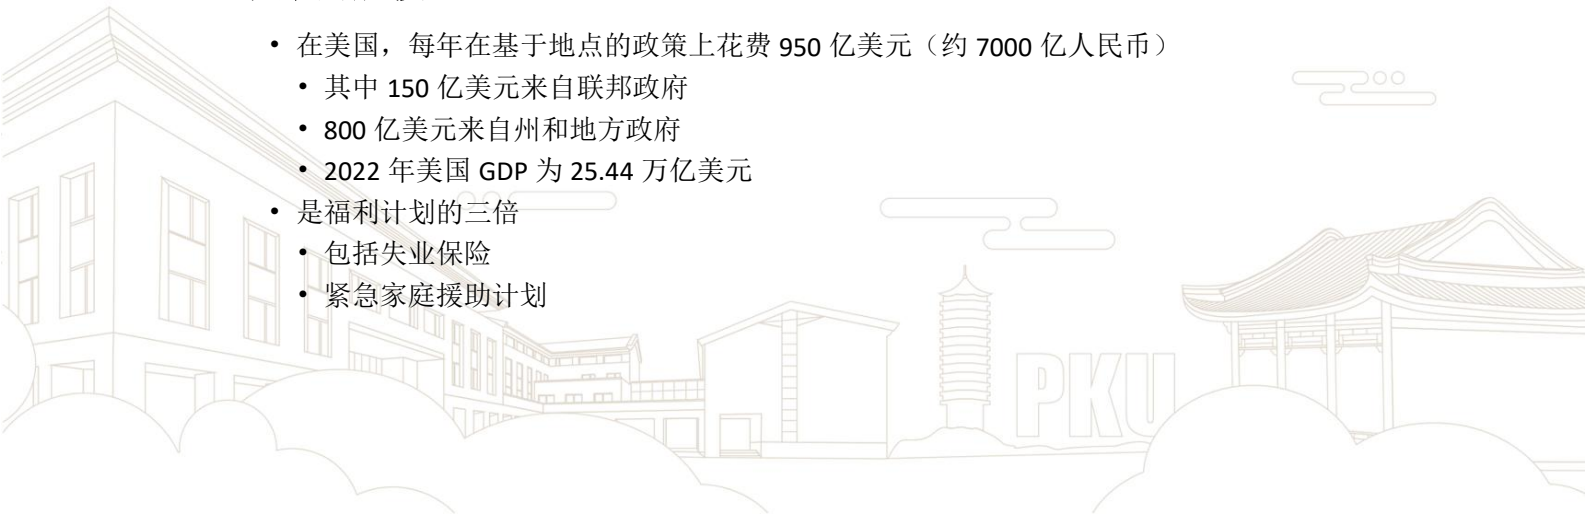 • 在美国，每年在基于地点的政策上花费 950 亿美元（约 7000 亿人民币）
• 其中 150 亿美元来自联邦政府
• 800 亿美元来自州和地方政府
• 2022 年美国 GDP 为 25.44 万亿美元
• 是福利计划的三倍
• 包括失业保险
• 紧急家庭援助计划
PKU